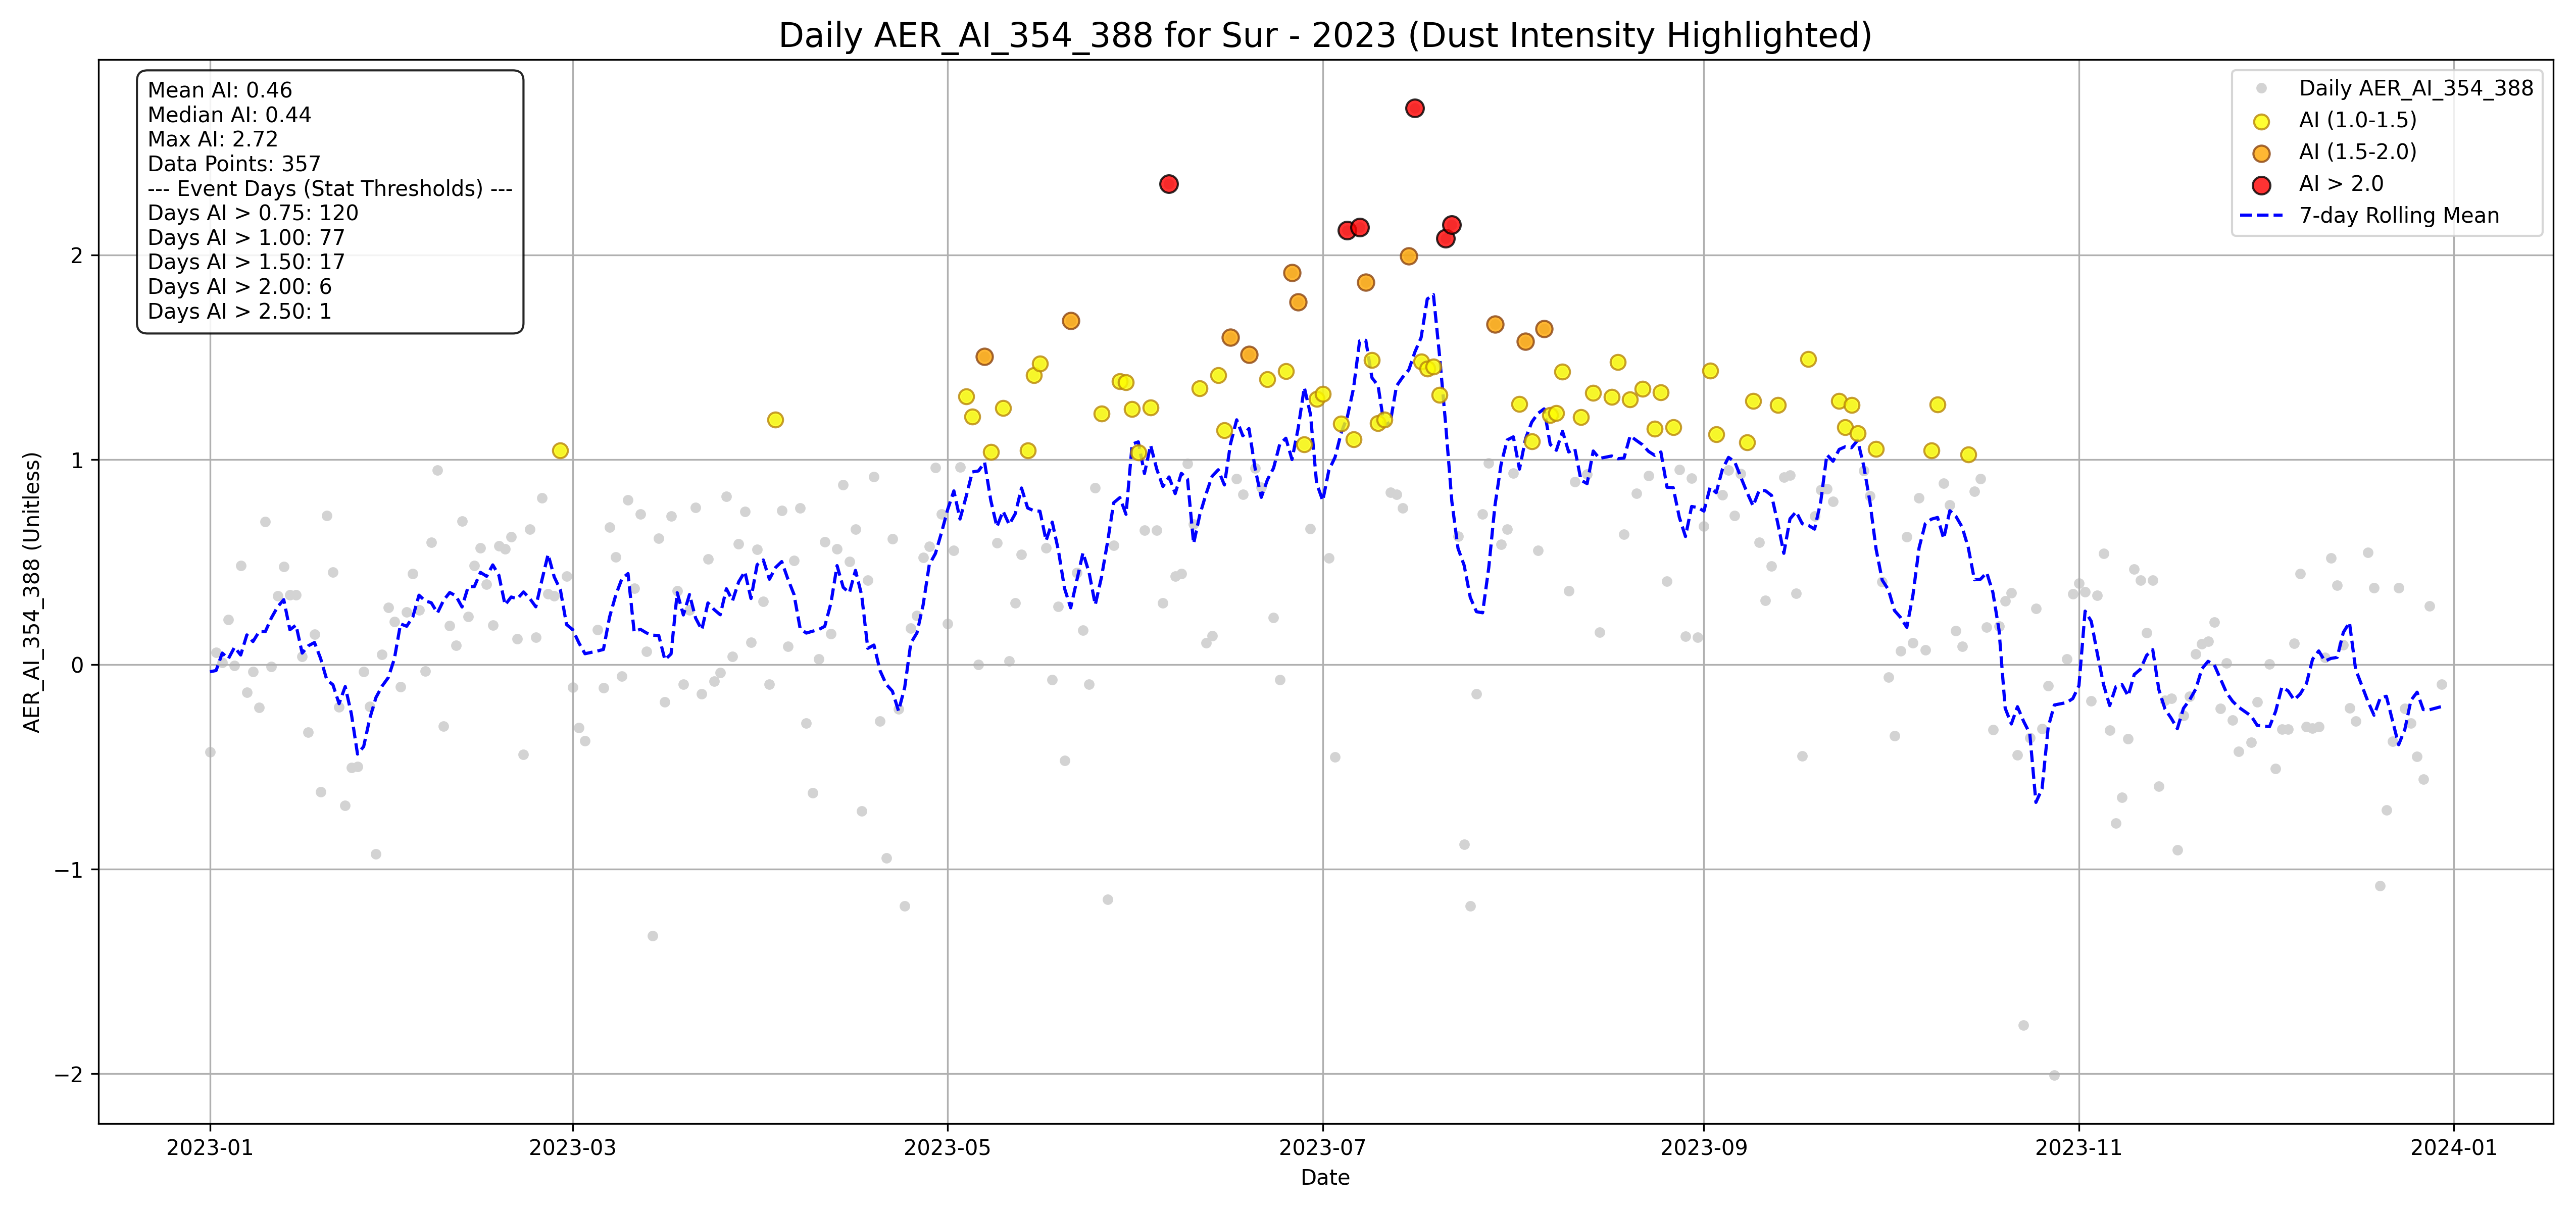 Daily AER_AI_354_388 for Sur - 2023 (Dust Intensity Highlighted)
Mean AI: 0.46
Median AI: 0.44
Max AI: 2.72
Data Points: 357
--- Event Days (Stat Thresholds) ---
Days AI > 0.75: 120
Days AI > 1.00: 77
Days AI > 1.50: 17
Days AI > 2.00: 6
Days AI > 2.50: 1
Daily AER_AI_354_388
AI (1.0-1.5)
AI (1.5-2.0)
AI > 2.0
7-day Rolling Mean
AER_AI_354_388 (Unitless)
2
1
0
−1
−2
2023-01
2023-03
2023-05
2023-07
2023-09
2023-11
2024-01
Date